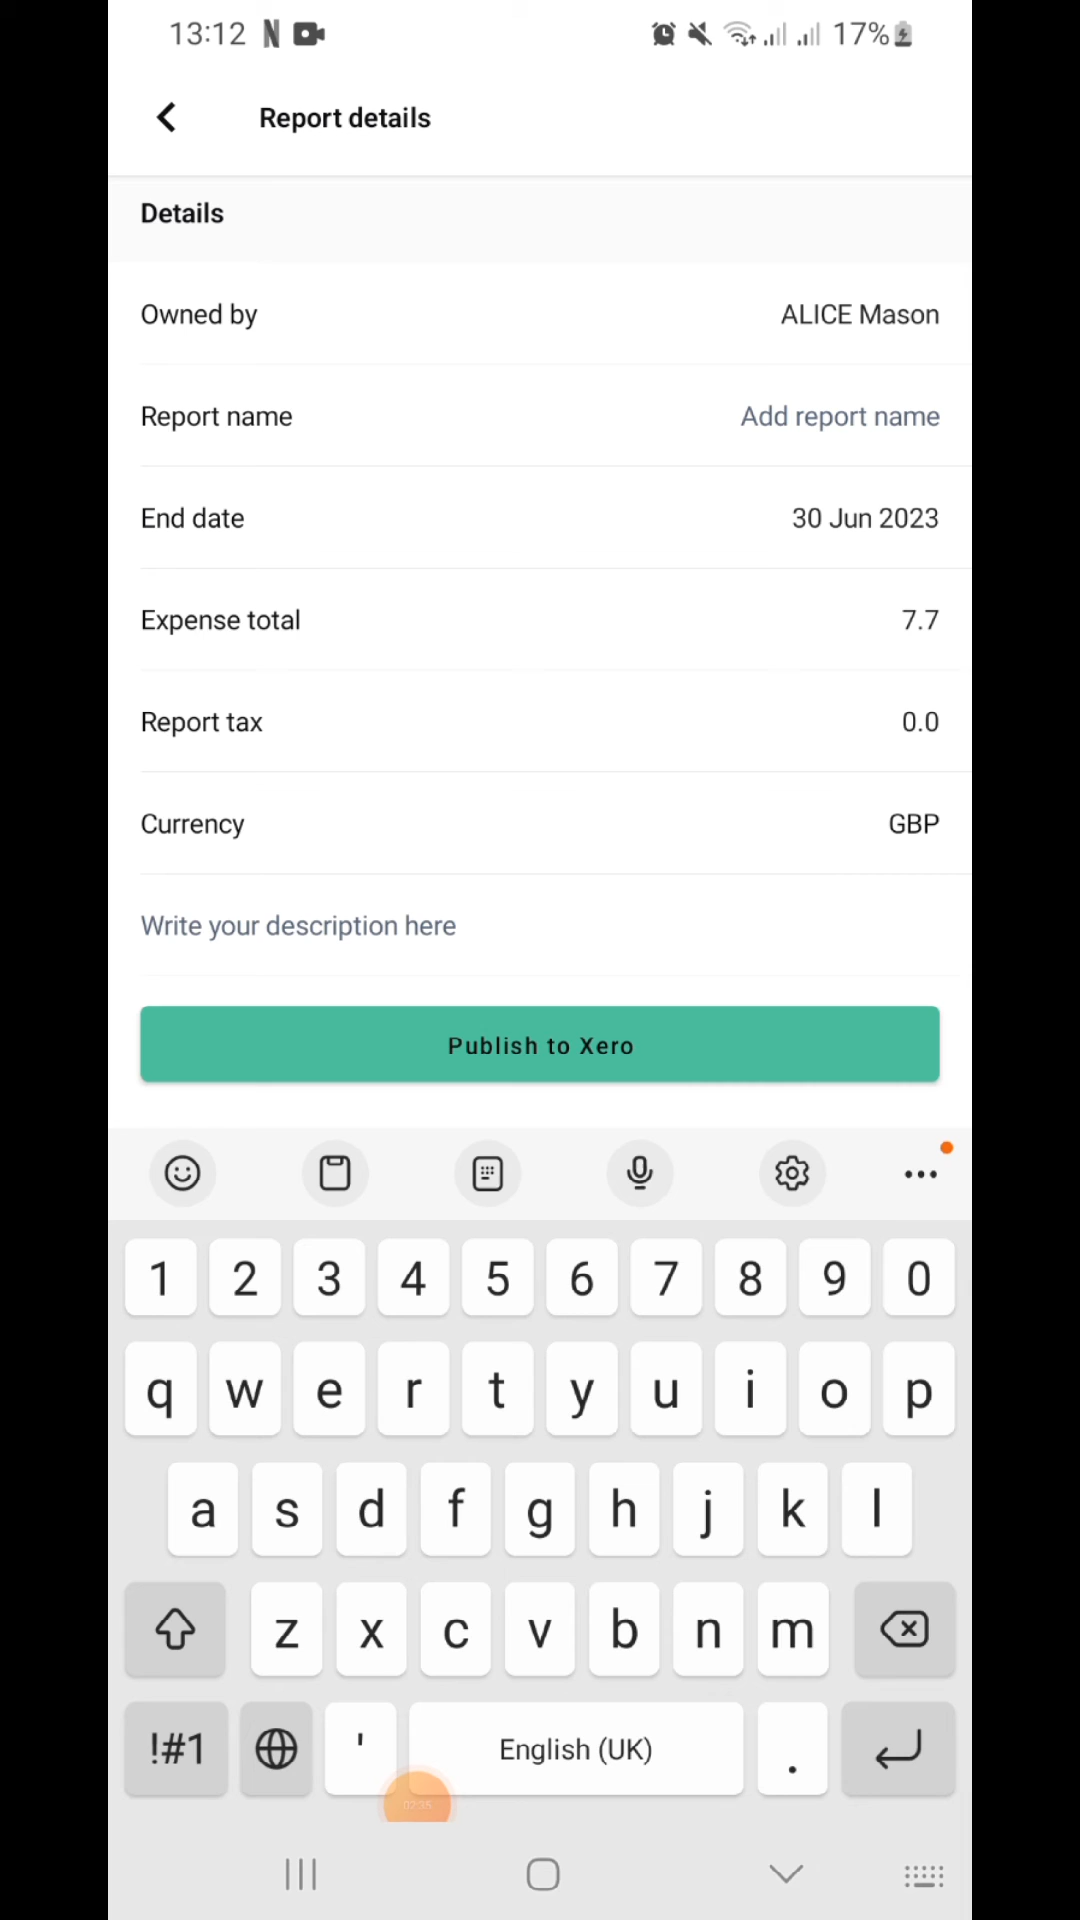 13:12 17%
Report details
Details
Owned by ALICE Mason
Report name Add report name
End date 30 Jun 2023
Expense total 7.7
Report tax 0.0
Currency GBP
Write your description here
Publish to Xero
1 2 3 4 5 6 7 8 9 0
q w e r t y u i o p
a s d f g h j k l
z x c v b n m
!#1 ' English (UK) .